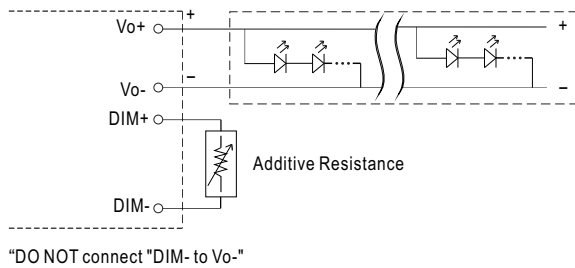 Vo+
+
+
Vo-
−
−
DIM+
Additive Resistance
DIM-
“DO NOT connect "DIM- to Vo-"